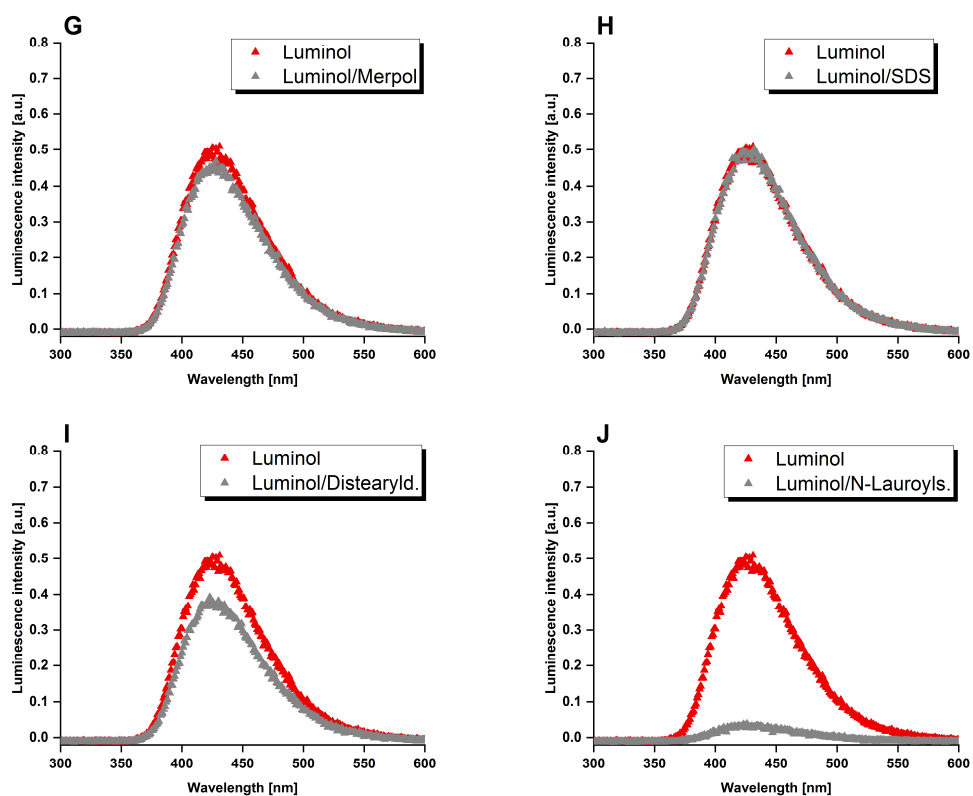 G
Luminol
Luminol/Merpol
Luminescence intensity [a.u.]
0.8
0.7
0.6
0.5
0.4
0.3
0.2
0.1
0.0
300 350 400 450 500 550 600
Wavelength [nm]
H
Luminol
Luminol/SDS
Luminescence intensity [a.u.]
0.8
0.7
0.6
0.5
0.4
0.3
0.2
0.1
0.0
300 350 400 450 500 550 600
Wavelength [nm]
I
Luminol
Luminol/Distearyld.
Luminescence intensity [a.u.]
0.8
0.7
0.6
0.5
0.4
0.3
0.2
0.1
0.0
300 350 400 450 500 550 600
Wavelength [nm]
J
Luminol
Luminol/N-Lauroyls.
Luminescence intensity [a.u.]
0.8
0.7
0.6
0.5
0.4
0.3
0.2
0.1
0.0
300 350 400 450 500 550 600
Wavelength [nm]